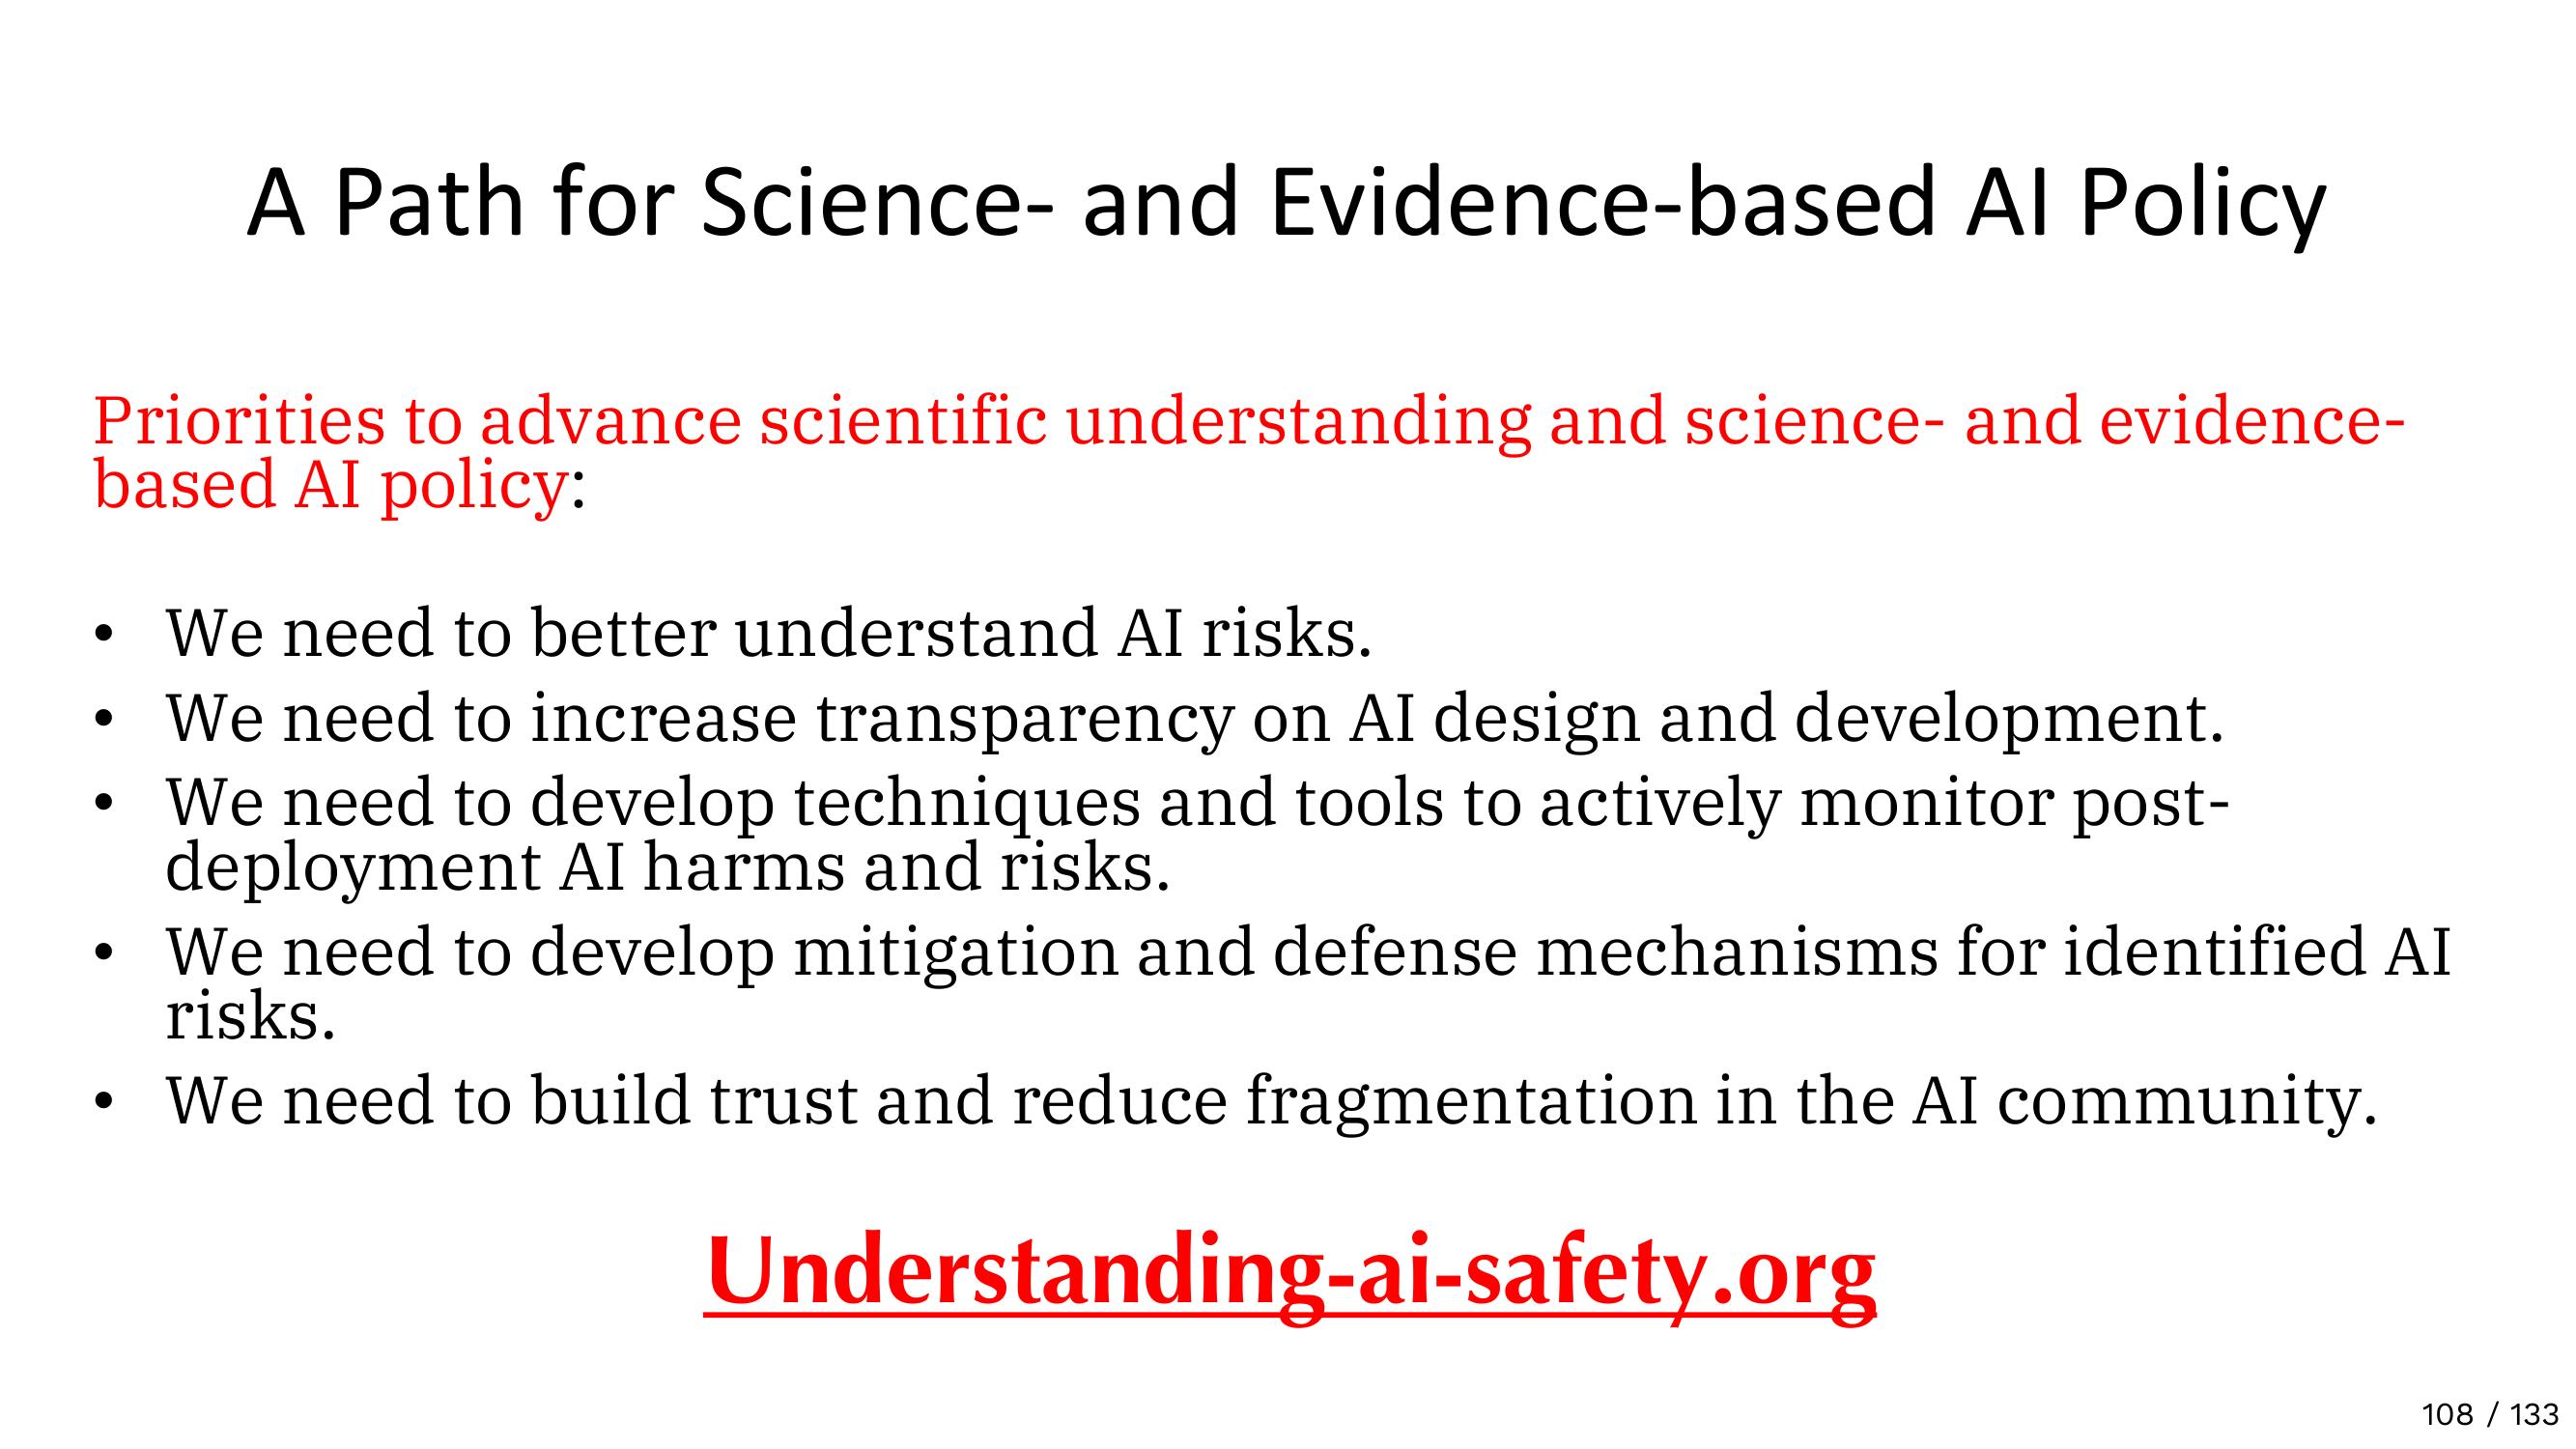 A Path for Science- and Evidence-based AI Policy
Priorities to advance scientific understanding and science- and evidence-
based AI policy:
• We need to better understand AI risks.
• We need to increase transparency on AI design and development.
• We need to develop techniques and tools to actively monitor post-
deployment AI harms and risks.
• We need to develop mitigation and defense mechanisms for identified AI
risks.
• We need to build trust and reduce fragmentation in the AI community.
Understanding-ai-safety.org
108 / 133